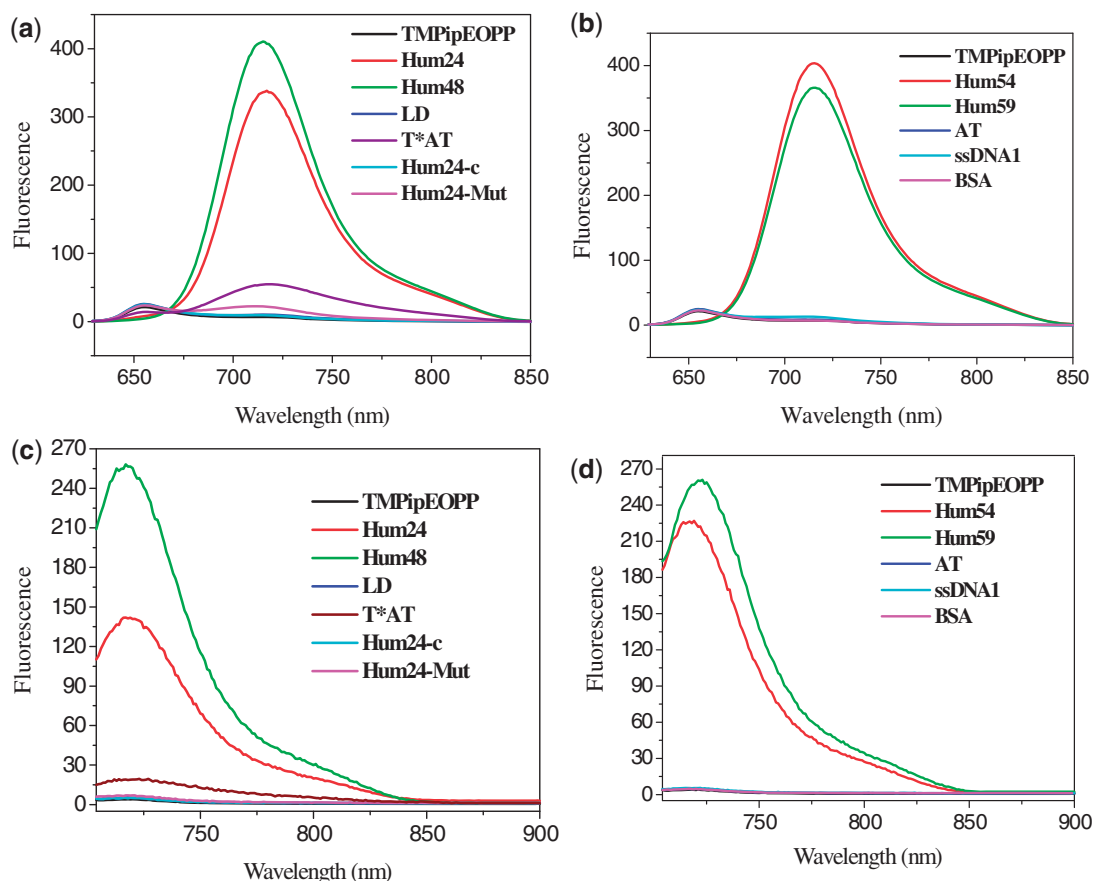 (a)
TMPipEOPP
Hum24
Hum48
LD
T*AT
Hum24-c
Hum24-Mut
400
300
200
100
0
Fluorescence
650 700 750 800 850
Wavelength (nm)
(b)
TMPipEOPP
Hum54
Hum59
AT
ssDNA1
BSA
400
300
200
100
0
Fluorescence
650 700 750 800 850
Wavelength (nm)
(c)
TMPipEOPP
Hum24
Hum48
LD
T*AT
Hum24-c
Hum24-Mut
270
240
210
180
150
120
90
60
30
0
Fluorescence
750 800 850 900
Wavelength (nm)
(d)
TMPipEOPP
Hum54
Hum59
AT
ssDNA1
BSA
270
240
210
180
150
120
90
60
30
0
Fluorescence
750 800 850 900
Wavelength (nm)